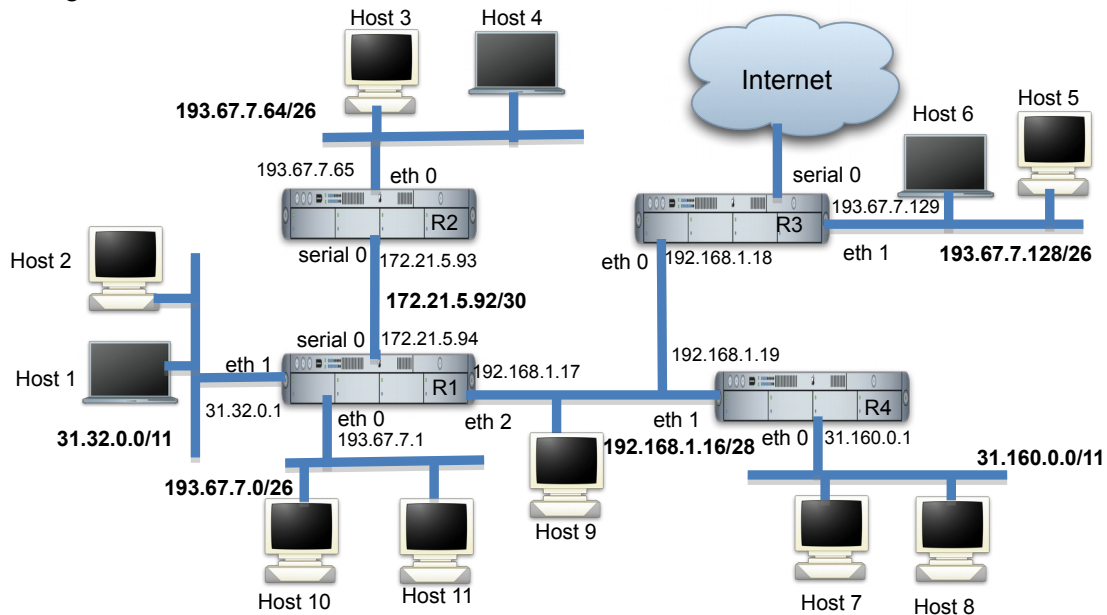 Host 3
Host 4
Internet
Host 5
Host 6
193.67.7.64/26
193.67.7.65
eth 0
serial 0
R2
R3
193.67.7.129
eth 1
193.67.7.128/26
serial 0
172.21.5.93
eth 0
192.168.1.18
Host 2
172.21.5.92/30
serial 0
172.21.5.94
192.168.1.19
Host 1
eth 1
R1
192.168.1.17
31.32.0.1
eth 0
eth 2
eth 1
R4
193.67.7.1
eth 0
31.160.0.1
31.32.0.0/11
192.168.1.16/28
31.160.0.0/11
193.67.7.0/26
Host 9
Host 10
Host 11
Host 7
Host 8